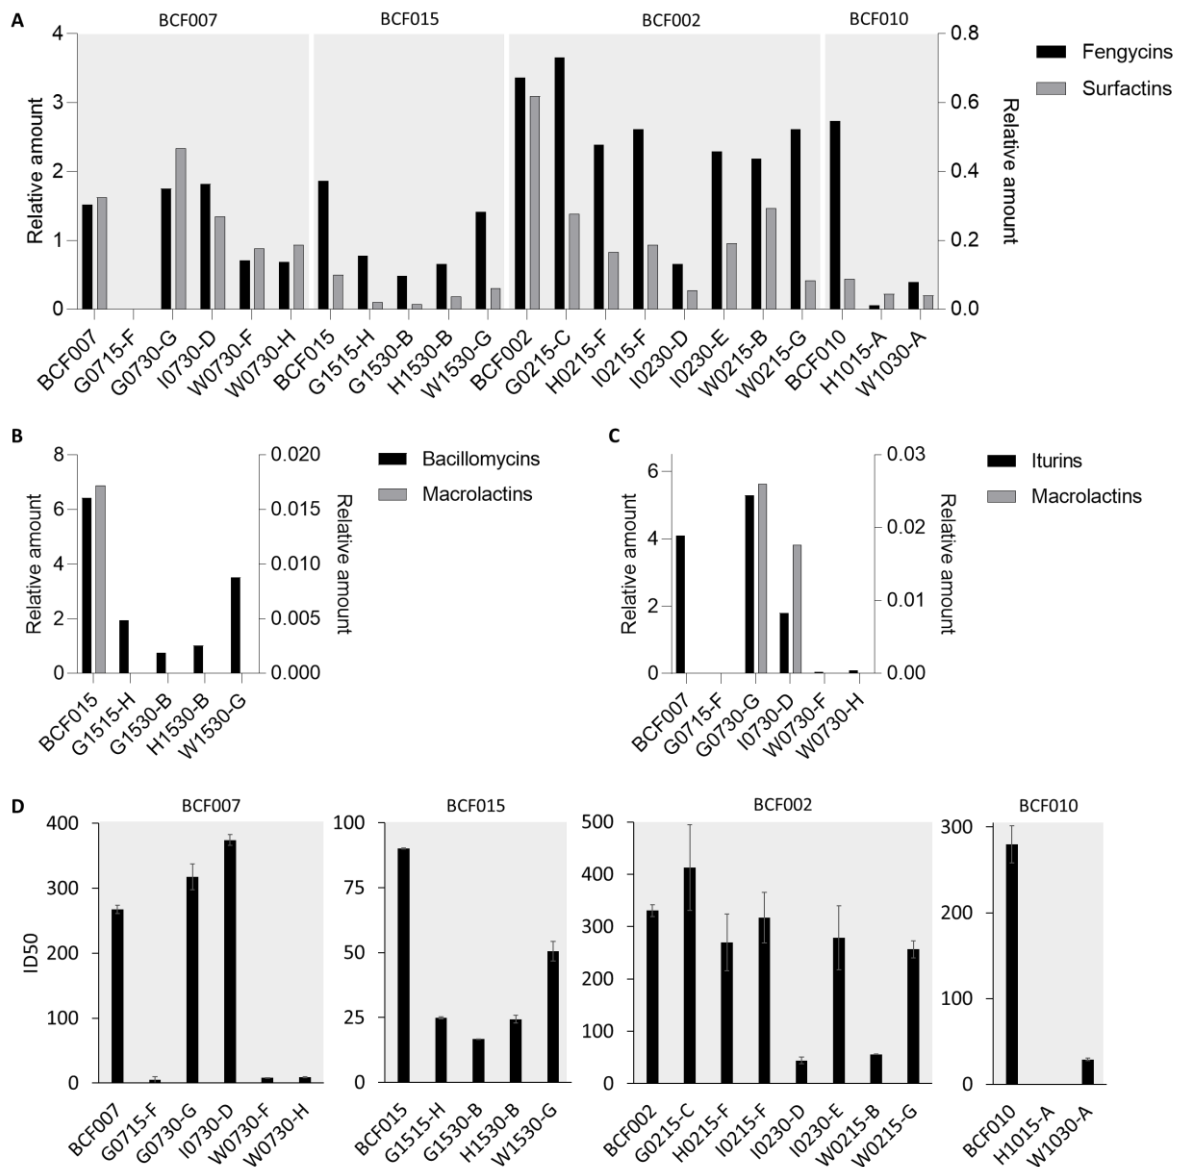 A
BCF007
BCF015
BCF002
BCF010
4
3
2
1
0
Relative amount
0.8
0.6
0.4
0.2
0.0
Relative amount
Fengycins
Surfactins
BCF007
G0715-F
G0730-G
I0730-D
W0730-F
W0730-H
BCF015
G1515-H
G1530-B
H1530-B
W1530-G
BCF002
G0215-C
H0215-F
I0215-F
I0230-D
I0230-E
W0215-B
W0215-G
BCF010
H1015-A
W1030-A
B
8
6
4
2
0
Relative amount
0.020
0.015
0.010
0.005
0.000
Relative amount
Bacillomycins
Macrolactins
BCF015
G1515-H
G1530-B
H1530-B
W1530-G
C
6
4
2
0
Relative amount
0.03
0.02
0.01
0.00
Relative amount
Iturins
Macrolactins
BCF007
G0715-F
G0730-G
I0730-D
W0730-F
W0730-H
D
BCF007
ID50
400
300
200
100
0
BCF007
G0715-F
G0730-G
I0730-D
W0730-F
W0730-H
BCF015
100
75
50
25
0
BCF015
G1515-H
G1530-B
H1530-B
W1530-G
BCF002
500
400
300
200
100
0
BCF002
G0215-C
H0215-F
I0215-F
I0230-D
I0230-E
W0215-B
W0215-G
BCF010
300
200
100
0
BCF010
H1015-A
W1030-A